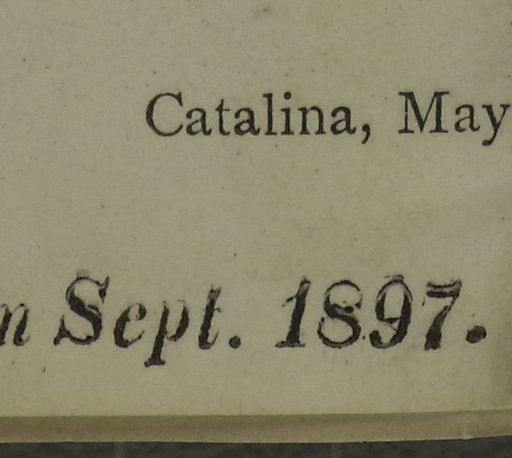 Catalina, May
n Sept. 1897.